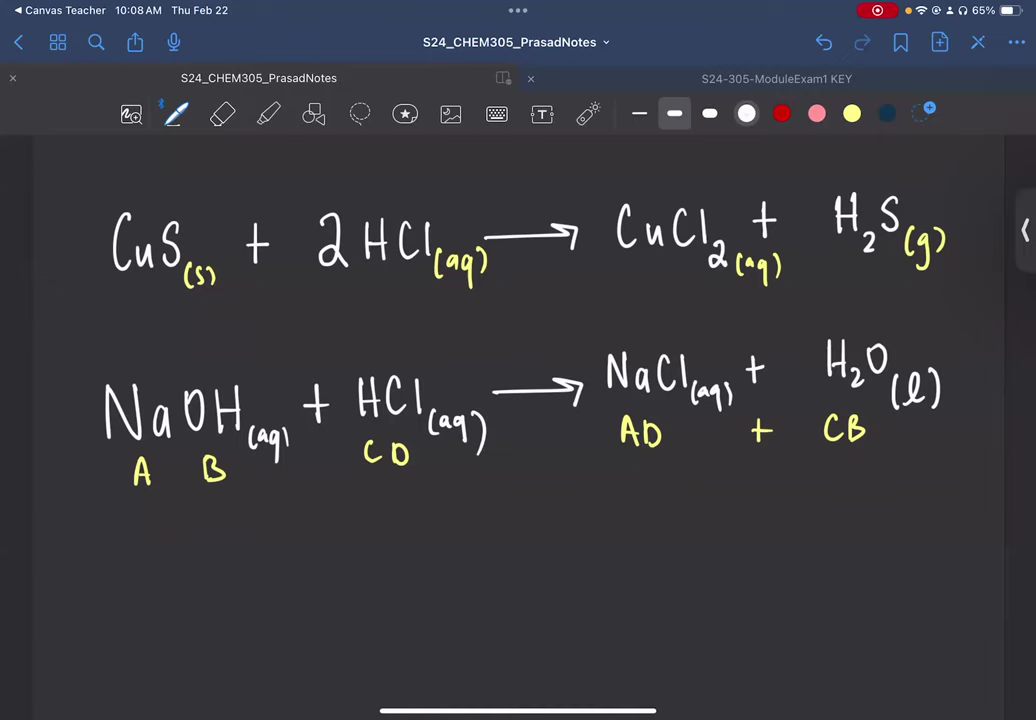 Canvas Teacher 10:08 AM Thu Feb 22 65%
S24_CHEM305_PrasadNotes
S24_CHEM305_PrasadNotes S24-305-ModuleExam1 KEY
CuS(s) + 2HCl(aq) → CuCl₂(aq) + H₂S(g)
NaOH(aq) + HCl(aq) → NaCl(aq) + H₂O(l)
A B C D AD + CB